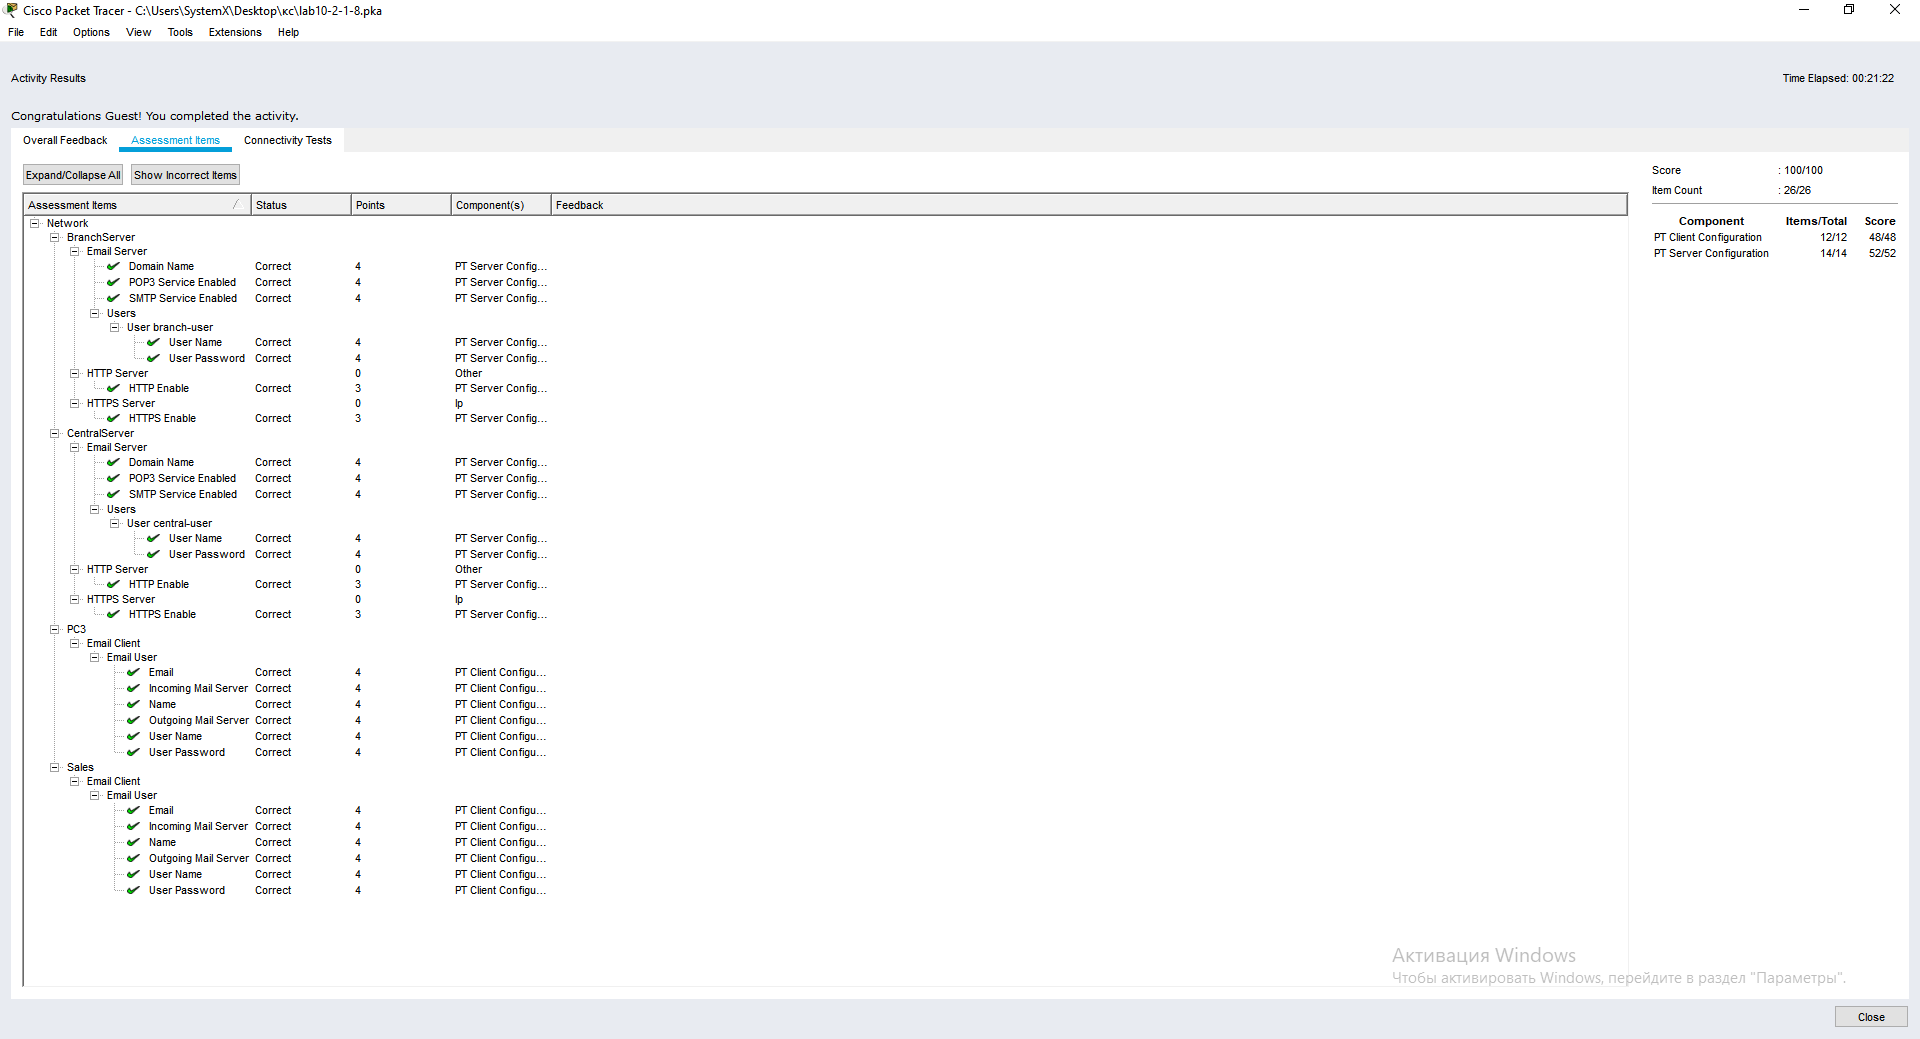 Cisco Packet Tracer - C:\Users\SystemX\Desktop\кс\lab10-2-1-8.pka
File Edit Options View Tools Extensions Help
Activity Results
Time Elapsed: 00:21:22
Congratulations Guest! You completed the activity.
Overall Feedback Assessment Items Connectivity Tests
Expand/Collapse All Show Incorrect Items
Assessment Items Status Points Component(s) Feedback
Network
BranchServer
Email Server
Domain Name Correct 4 PT Server Config...
POP3 Service Enabled Correct 4 PT Server Config...
SMTP Service Enabled Correct 4 PT Server Config...
Users
User branch-user
User Name Correct 4 PT Server Config...
User Password Correct 4 PT Server Config...
HTTP Server 0 Other
HTTP Enable Correct 3 PT Server Config...
HTTPS Server 0 Ip
HTTPS Enable Correct 3 PT Server Config...
CentralServer
Email Server
Domain Name Correct 4 PT Server Config...
POP3 Service Enabled Correct 4 PT Server Config...
SMTP Service Enabled Correct 4 PT Server Config...
Users
User central-user
User Name Correct 4 PT Server Config...
User Password Correct 4 PT Server Config...
HTTP Server 0 Other
HTTP Enable Correct 3 PT Server Config...
HTTPS Server 0 Ip
HTTPS Enable Correct 3 PT Server Config...
PC3
Email Client
Email User
Email Correct 4 PT Client Configu...
Incoming Mail Server Correct 4 PT Client Configu...
Name Correct 4 PT Client Configu...
Outgoing Mail Server Correct 4 PT Client Configu...
User Name Correct 4 PT Client Configu...
User Password Correct 4 PT Client Configu...
Sales
Email Client
Email User
Email Correct 4 PT Client Configu...
Incoming Mail Server Correct 4 PT Client Configu...
Name Correct 4 PT Client Configu...
Outgoing Mail Server Correct 4 PT Client Configu...
User Name Correct 4 PT Client Configu...
User Password Correct 4 PT Client Configu...
Score : 100/100
Item Count : 26/26
Component Items/Total Score
PT Client Configuration 12/12 48/48
PT Server Configuration 14/14 52/52
Активация Windows
Чтобы активировать Windows, перейдите в раздел "Параметры".
Close